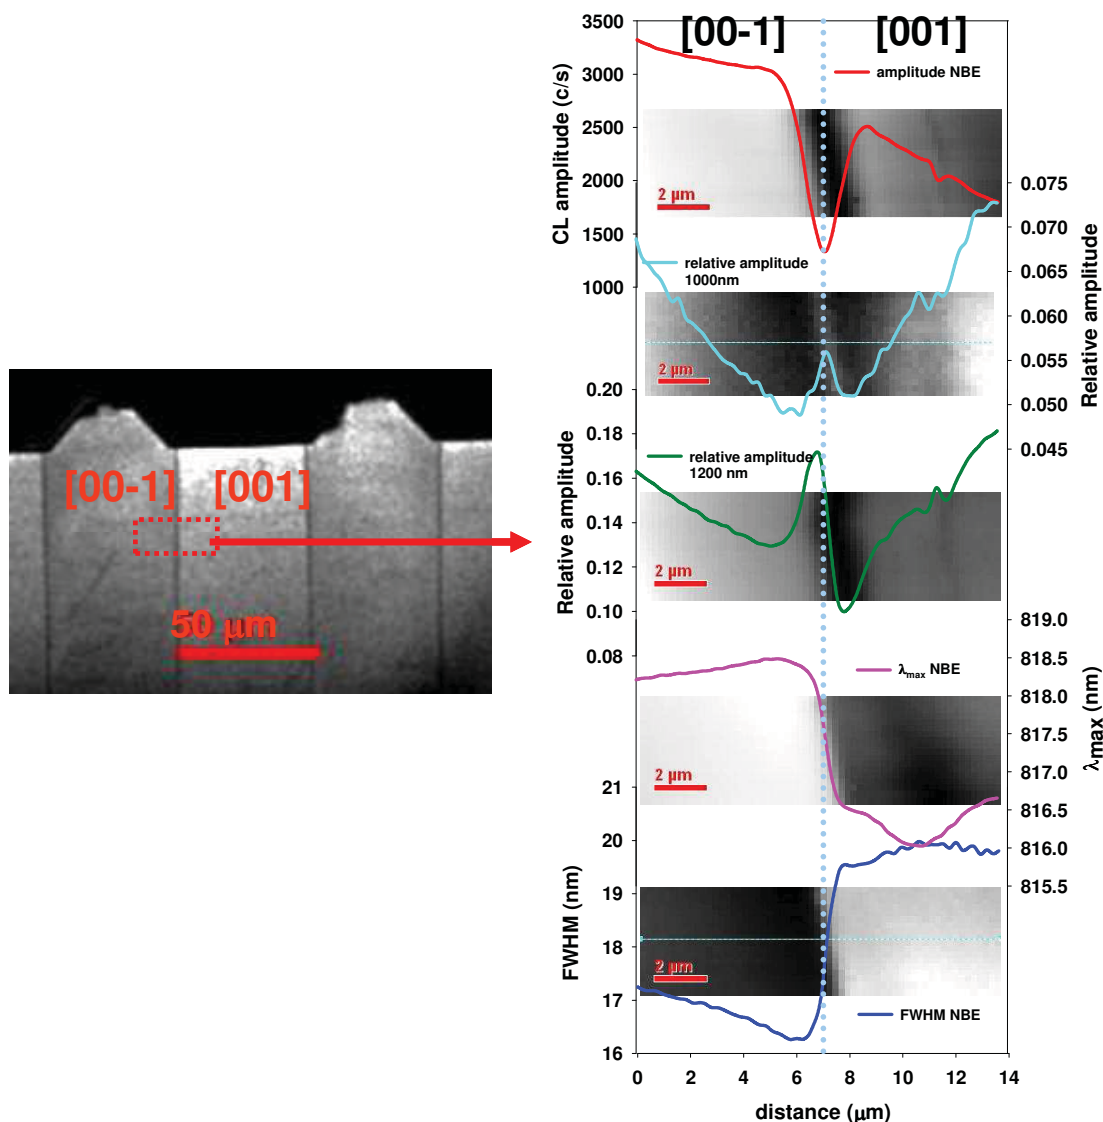 [00-1]
[001]
50 µm
[00-1]
[001]
3500
3000
2500
2000
1500
1000
CL amplitude (c/s)
amplitude NBE
2 µm
0.075
0.070
0.065
0.060
0.055
0.050
0.045
Relative amplitude
relative amplitude
1000nm
2 µm
0.20
0.18
0.16
0.14
0.12
0.10
0.08
Relative amplitude
relative amplitude
1200 nm
2 µm
819.0
818.5
818.0
817.5
817.0
816.5
816.0
815.5
λmax (nm)
λmax NBE
2 µm
21
20
19
18
17
16
FWHM (nm)
2 µm
FWHM NBE
0 2 4 6 8 10 12 14
distance (µm)